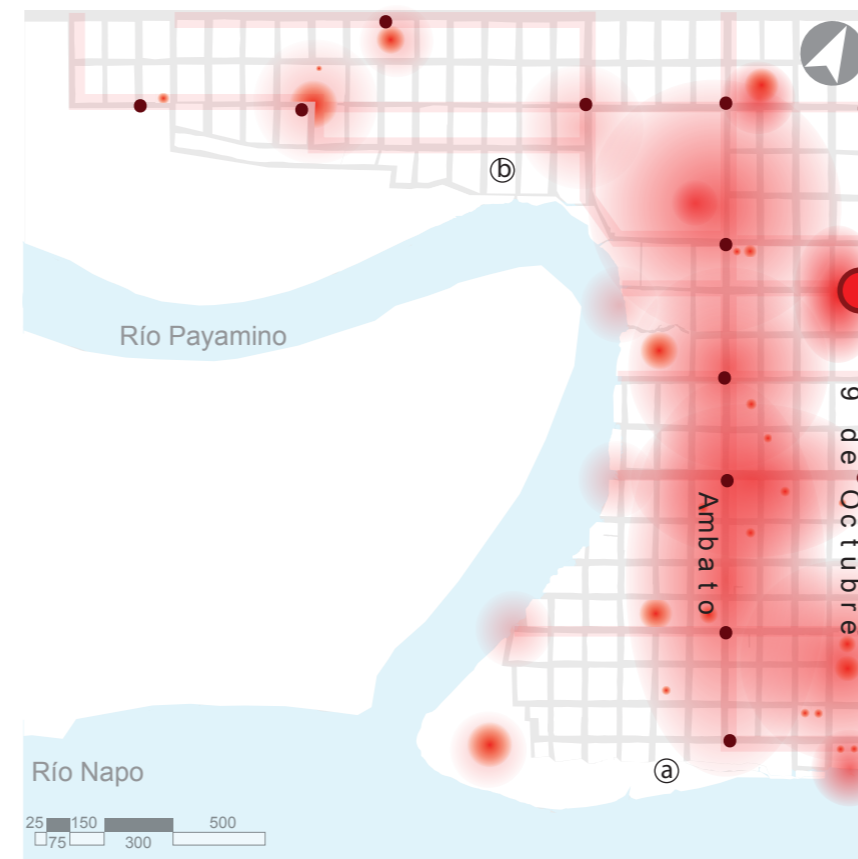 ⓑ
Río Payamino
9 de Octubre
Ambato
ⓐ
Río Napo
25 150 500
75 300